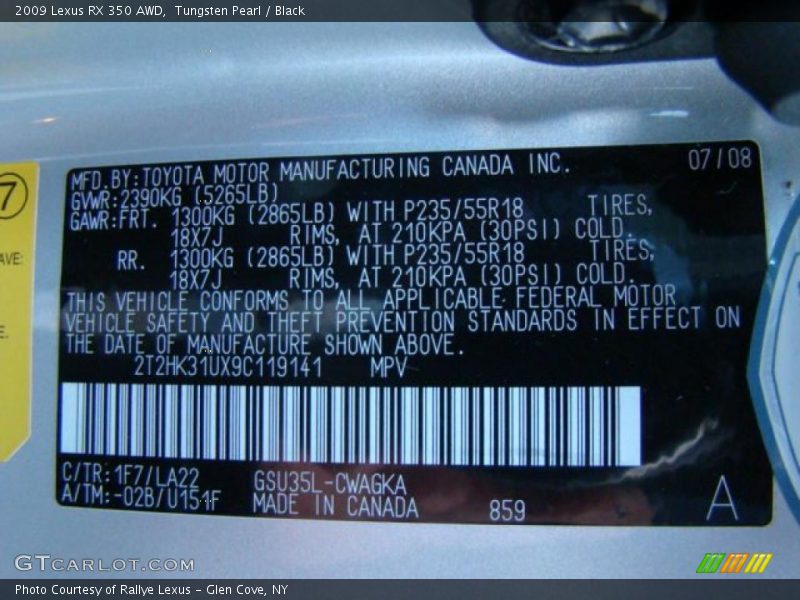 2009 Lexus RX 350 AWD, Tungsten Pearl / Black
07/08
MFD.BY:TOYOTA MOTOR MANUFACTURING CANADA INC.
GVWR:2390KG (5265LB)
GAWR:FRT. 1300KG (2865LB) WITH P235/55R18 TIRES,
18X7J RIMS, AT 210KPA (30PSI) COLD.
RR. 1300KG (2865LB) WITH P235/55R18 TIRES,
18X7J RIMS, AT 210KPA (30PSI) COLD.
THIS VEHICLE CONFORMS TO ALL APPLICABLE FEDERAL MOTOR
VEHICLE SAFETY AND THEFT PREVENTION STANDARDS IN EFFECT ON
THE DATE OF MANUFACTURE SHOWN ABOVE.
2T2HK31UX9C119141 MPV
C/TR:1F7/LA22 GSU35L-CWAGKA
A/TM:-02B/U151F MADE IN CANADA 859 A
7
AVE:
E.
GTCARLOT.COM
Photo Courtesy of Rallye Lexus - Glen Cove, NY